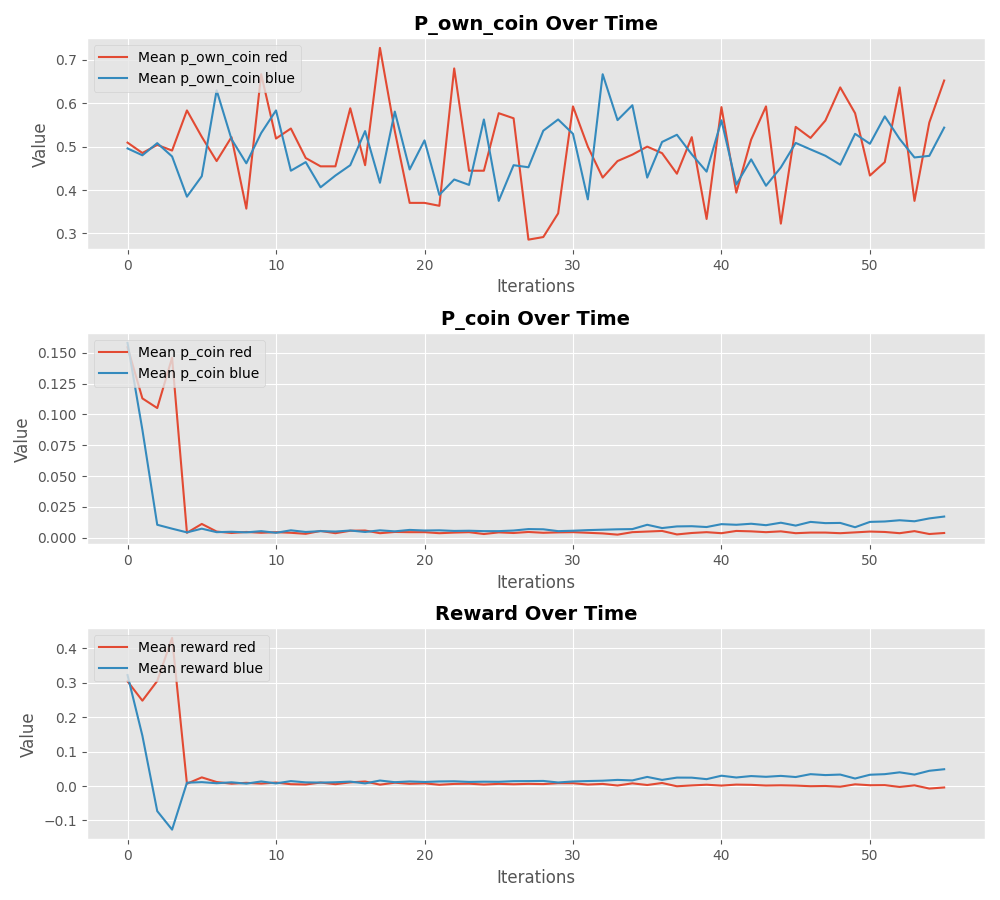 P_own_coin Over Time
Mean p_own_coin red
Mean p_own_coin blue
Value
0.7
0.6
0.5
0.4
0.3
0 10 20 30 40 50
Iterations
P_coin Over Time
Mean p_coin red
Mean p_coin blue
Value
0.150
0.125
0.100
0.075
0.050
0.025
0.000
0 10 20 30 40 50
Iterations
Reward Over Time
Mean reward red
Mean reward blue
Value
0.4
0.3
0.2
0.1
0.0
−0.1
0 10 20 30 40 50
Iterations